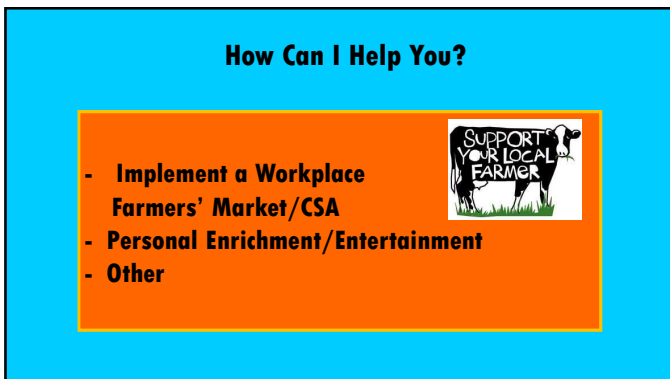 How Can I Help You?
- Implement a Workplace
Farmers’ Market/CSA
- Personal Enrichment/Entertainment
- Other
SUPPORT
YOUR LOCAL
FARMER